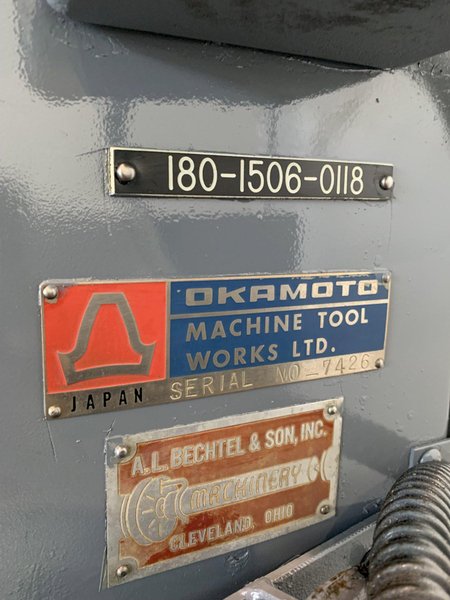 180-1506-0118
OKAMOTO
MACHINE TOOL
WORKS LTD.
JAPAN
SERIAL NO-7426
A.L.BECHTEL & SON, INC.
MACHINERY
CLEVELAND, OHIO